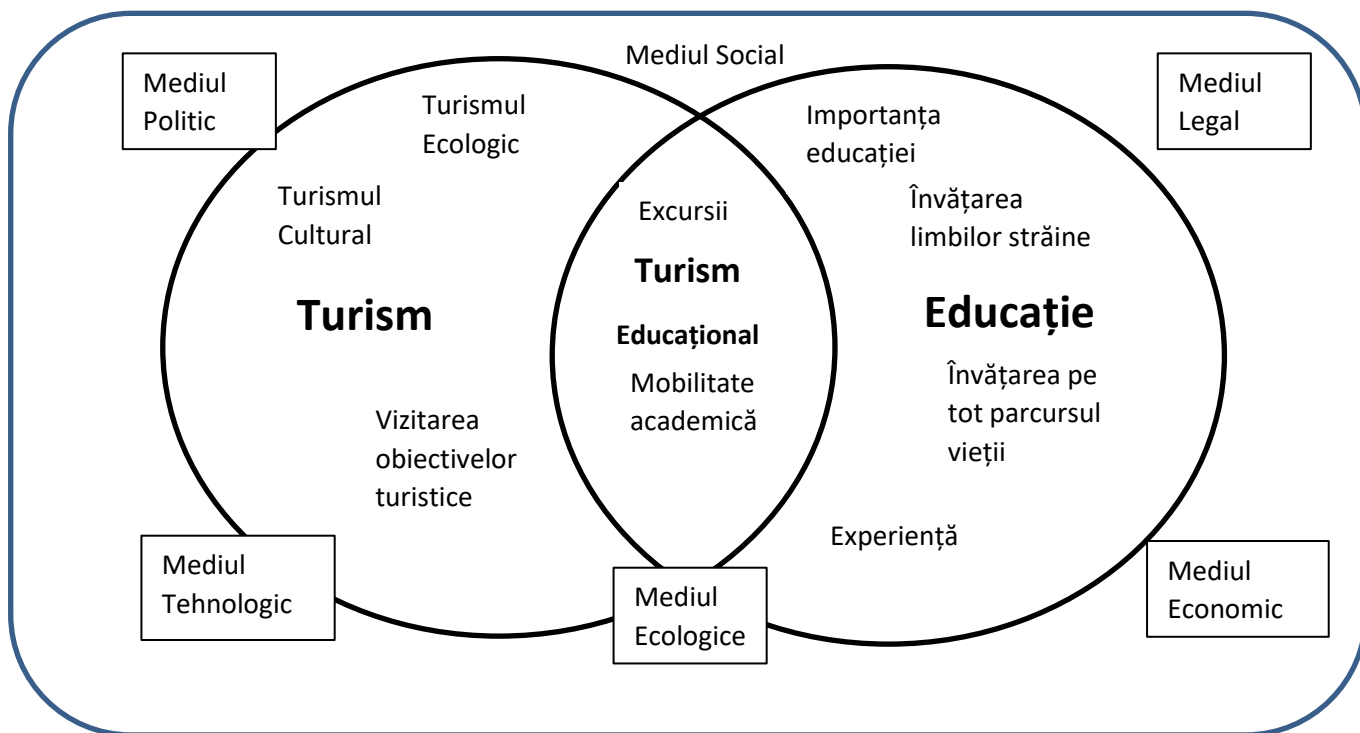 Mediul Social
Mediul
Politic
Mediul
Legal
Turismul
Ecologic
Importanța
educației
Turismul
Cultural
Excursii
Învățarea
limbilor străine
Turism
Turism
Educațional
Educație
Mobilitate
academică
Învățarea pe
tot parcursul
vieții
Vizitarea
obiectivelor
turistice
Experiență
Mediul
Tehnologic
Mediul
Ecologice
Mediul
Economic